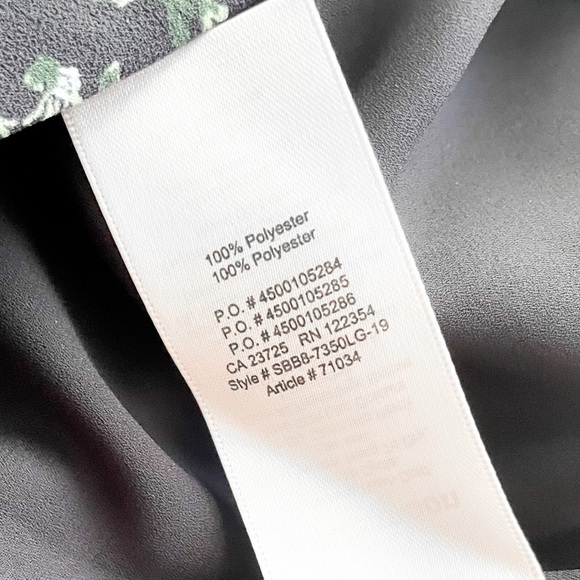 100% Polyester
100% Polyester
P.O. # 4500105284
P.O. # 4500105285
P.O. # 4500105286
CA 23725 RN 122354
Style # SBB8-7350LG-19
Article # 71034